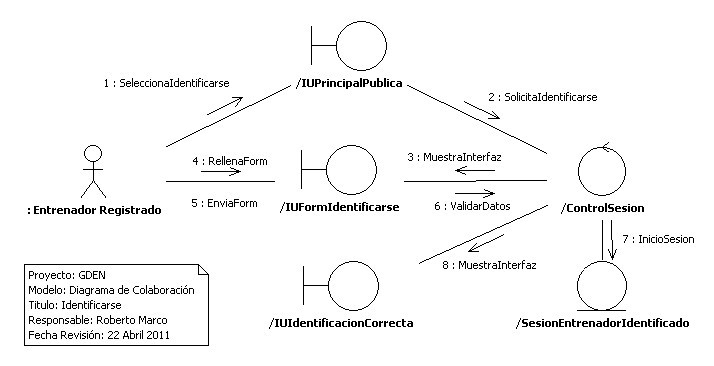 /IUPrincipalPublica
1 : SeleccionaIdentificarse
2 : SolicitaIdentificarse
4 : RellenaForm
3 : MuestraInterfaz
5 : EnviaForm
6 : ValidarDatos
: Entrenador Registrado
/IUFormIdentificarse
/ControlSesion
7 : InicioSesion
8 : MuestraInterfaz
/IUIdentificacionCorrecta
/SesionEntrenadorIdentificado
Proyecto: GDEN
Modelo: Diagrama de Colaboración
Titulo: Identificarse
Responsable: Roberto Marco
Fecha Revisión: 22 Abril 2011